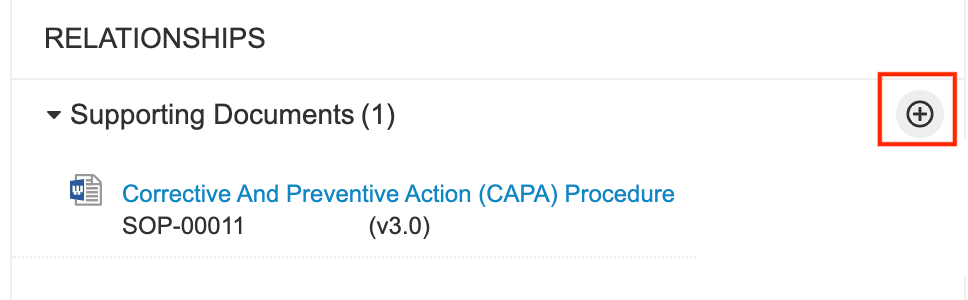 RELATIONSHIPS
Supporting Documents (1)
Corrective And Preventive Action (CAPA) Procedure
SOP-00011 (v3.0)